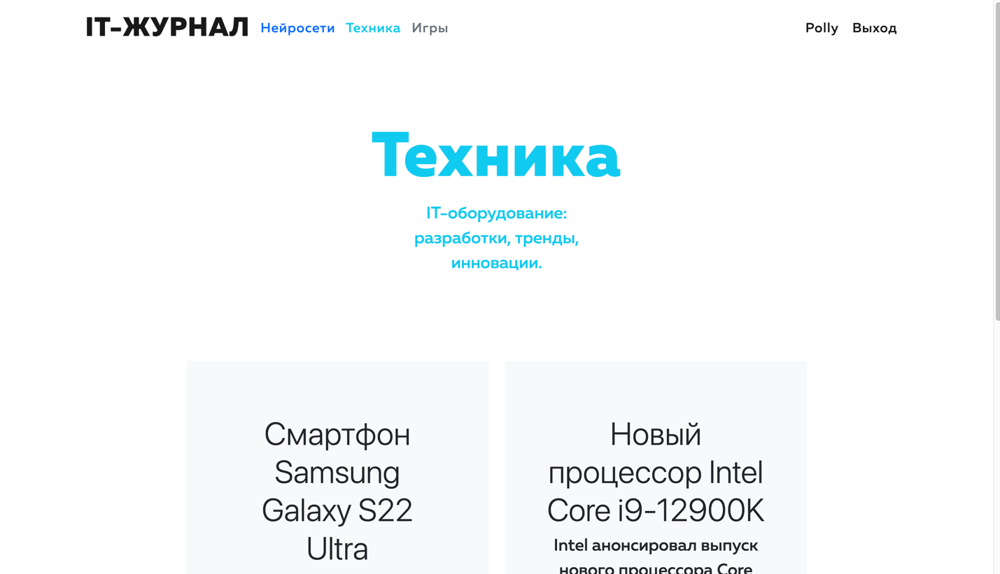 IT-ЖУРНАЛ Нейросети Техника Игры Polly Выход
Техника
IT-оборудование:
разработки, тренды,
инновации.
Смартфон
Samsung
Galaxy S22
Ultra
Новый
процессор Intel
Core i9-12900K
Intel анонсировал выпуск
нового процессора Core